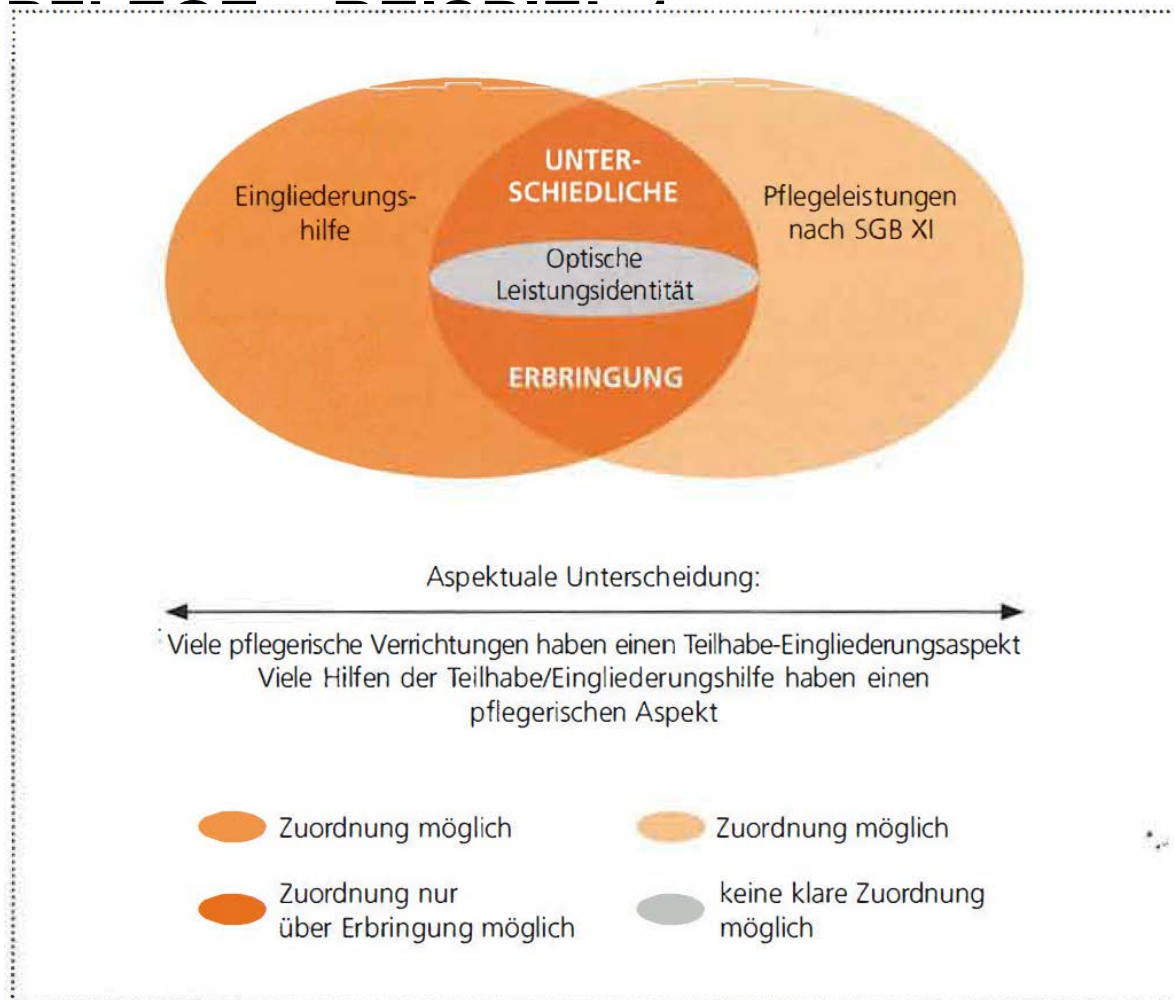 Eingliederungs-
hilfe
UNTER-
SCHIEDLICHE
Optische
Leistungsidentität
ERBRINGUNG
Pflegeleistungen
nach SGB XI
Aspektuale Unterscheidung:
Viele pflegerische Verrichtungen haben einen Teilhabe-Eingliederungsaspekt
Viele Hilfen der Teilhabe/Eingliederungshilfe haben einen
pflegerischen Aspekt
Zuordnung möglich
Zuordnung möglich
Zuordnung nur
über Erbringung möglich
keine klare Zuordnung
möglich